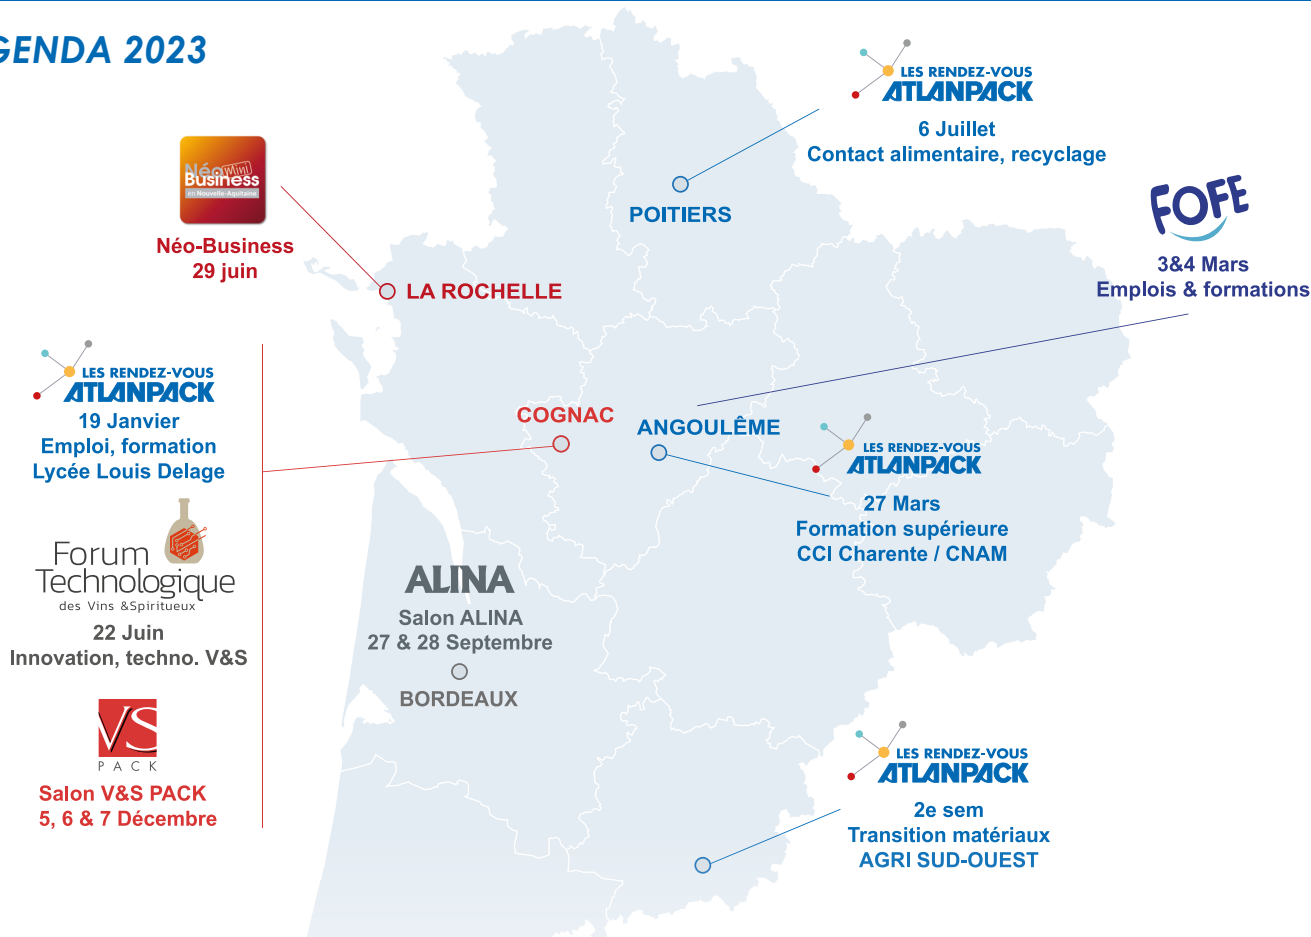 GENDA 2023
LES RENDEZ-VOUS
ATLANPACK
6 Juillet
Contact alimentaire, recyclage
POITIERS
Néo mini
Business
en Nouvelle-Aquitaine
Néo-Business
29 juin
LA ROCHELLE
FOFE
3&4 Mars
Emplois & formations
LES RENDEZ-VOUS
ATLANPACK
19 Janvier
Emploi, formation
Lycée Louis Delage
COGNAC
ANGOULÊME
LES RENDEZ-VOUS
ATLANPACK
27 Mars
Formation supérieure
CCI Charente / CNAM
Forum
Technologique
des Vins &Spiritueux
22 Juin
Innovation, techno. V&S
ALINA
Salon ALINA
27 & 28 Septembre
BORDEAUX
VS
PACK
Salon V&S PACK
5, 6 & 7 Décembre
LES RENDEZ-VOUS
ATLANPACK
2e sem
Transition matériaux
AGRI SUD-OUEST